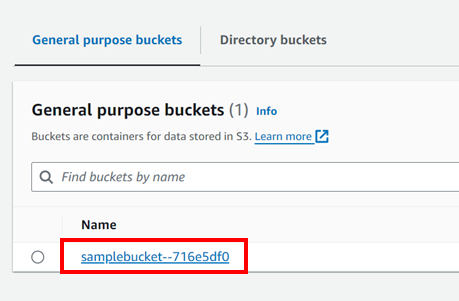 General purpose buckets Directory buckets
General purpose buckets (1) Info
Buckets are containers for data stored in S3. Learn more
Find buckets by name
Name
samplebucket--716e5df0